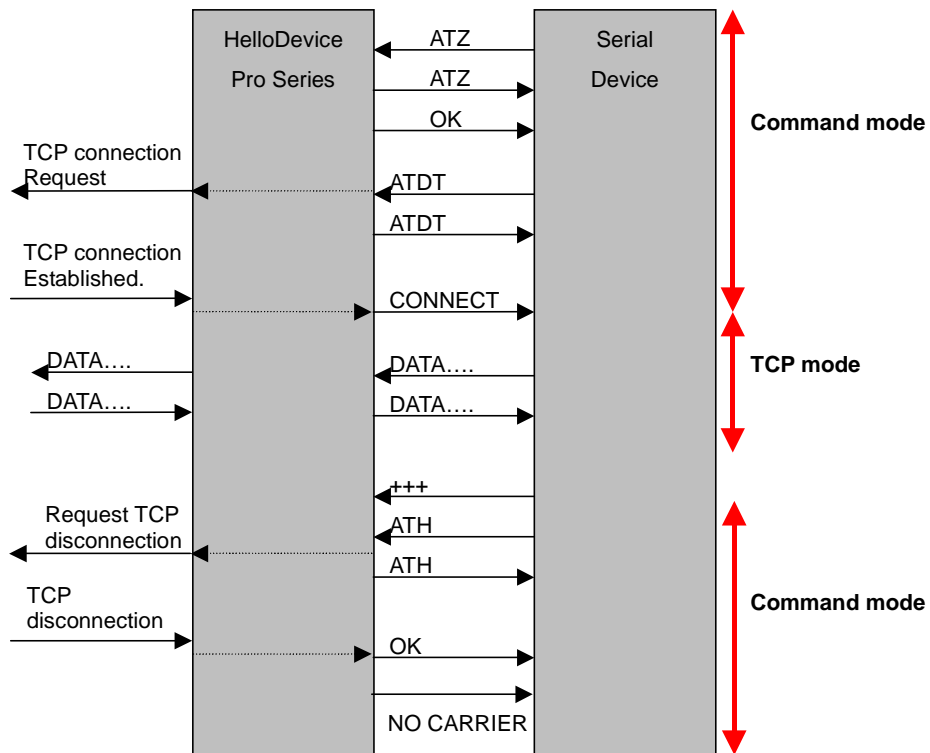 HelloDevice
Pro Series
Serial
Device
ATZ
ATZ
OK
Command mode
TCP connection
Request
ATDT
ATDT
TCP connection
Established.
CONNECT
DATA….
DATA….
DATA….
DATA….
TCP mode
+++
Request TCP
disconnection
ATH
ATH
TCP
disconnection
Command mode
OK
NO CARRIER